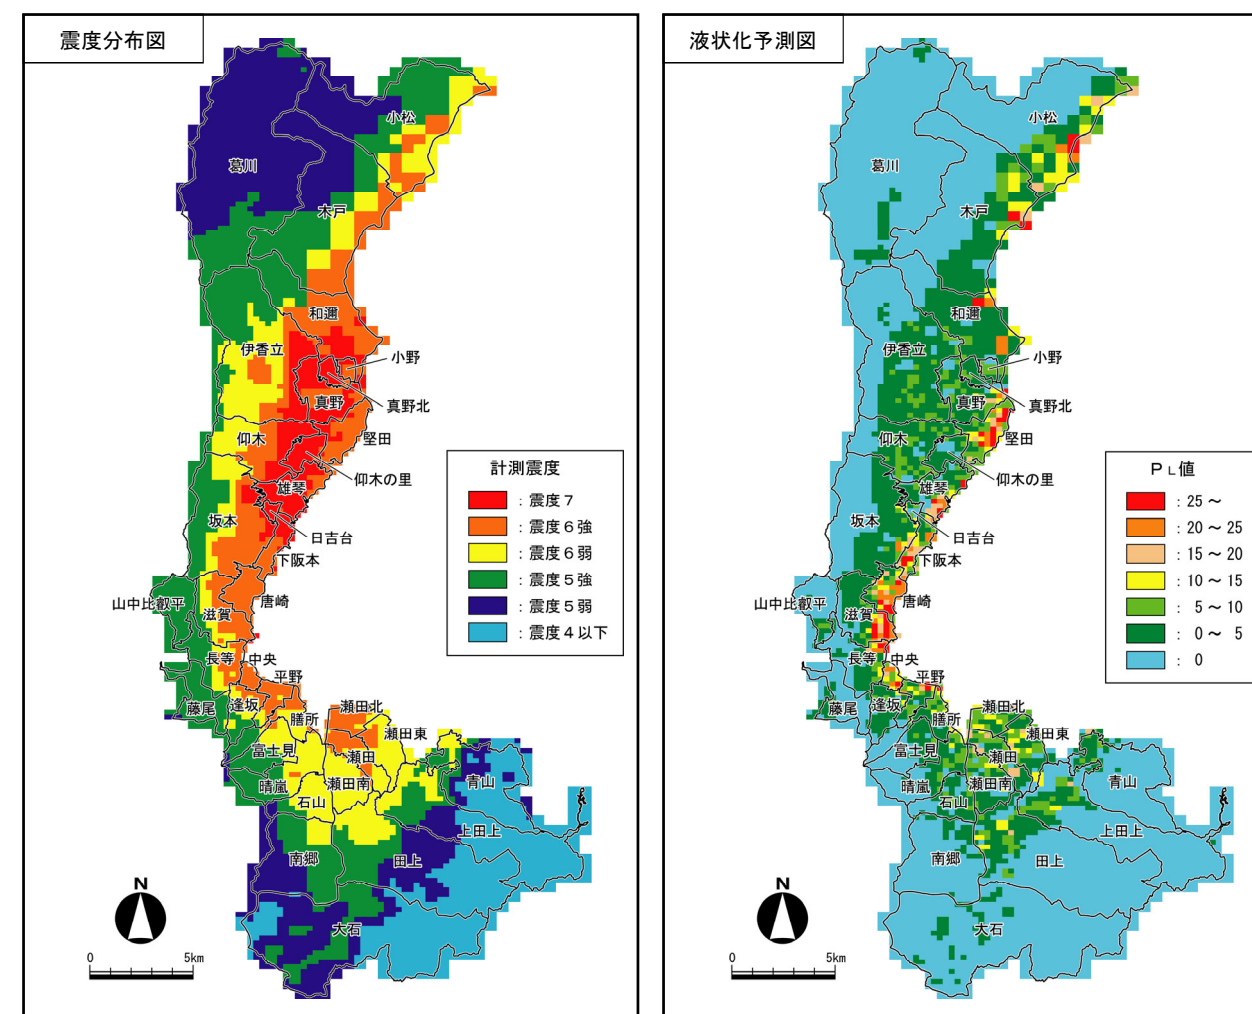 震度分布図
小松
葛川
木戸
和邇
伊香立
小野
真野
真野北
仰木
堅田
仰木の里
雄琴
坂本
日吉台
下阪本
山中比叡平
唐崎
滋賀
長等
中央
平野
藤尾
逢坂
瀬田北
膳所
瀬田東
富士見
瀬田
晴嵐
瀬田南
青山
石山
上田上
南郷
田上
大石
計測震度
：震度７
：震度６強
：震度６弱
：震度５強
：震度５弱
：震度４以下
N
0 5km
液状化予測図
小松
葛川
木戸
和邇
伊香立
小野
真野
真野北
仰木
堅田
仰木の里
雄琴
坂本
日吉台
下阪本
山中比叡平
唐崎
滋賀
長等
中央
平野
藤尾
逢坂
瀬田北
膳所
瀬田東
富士見
瀬田
晴嵐
瀬田南
青山
石山
上田上
南郷
田上
大石
ＰL値
：25～
：20～25
：15～20
：10～15
：5～10
：0～5
：0
N
0 5km